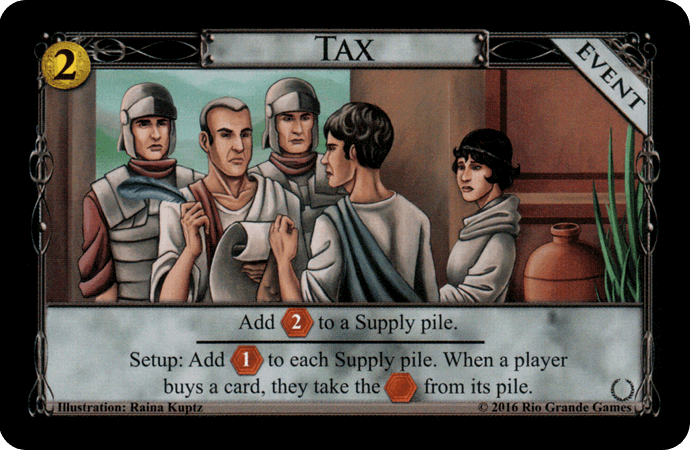 TAX
2
EVENT
Add 2 to a Supply pile.
Setup: Add 1 to each Supply pile. When a player
buys a card, they take the from its pile.
Illustration: Raina Kuptz © 2016 Rio Grande Games